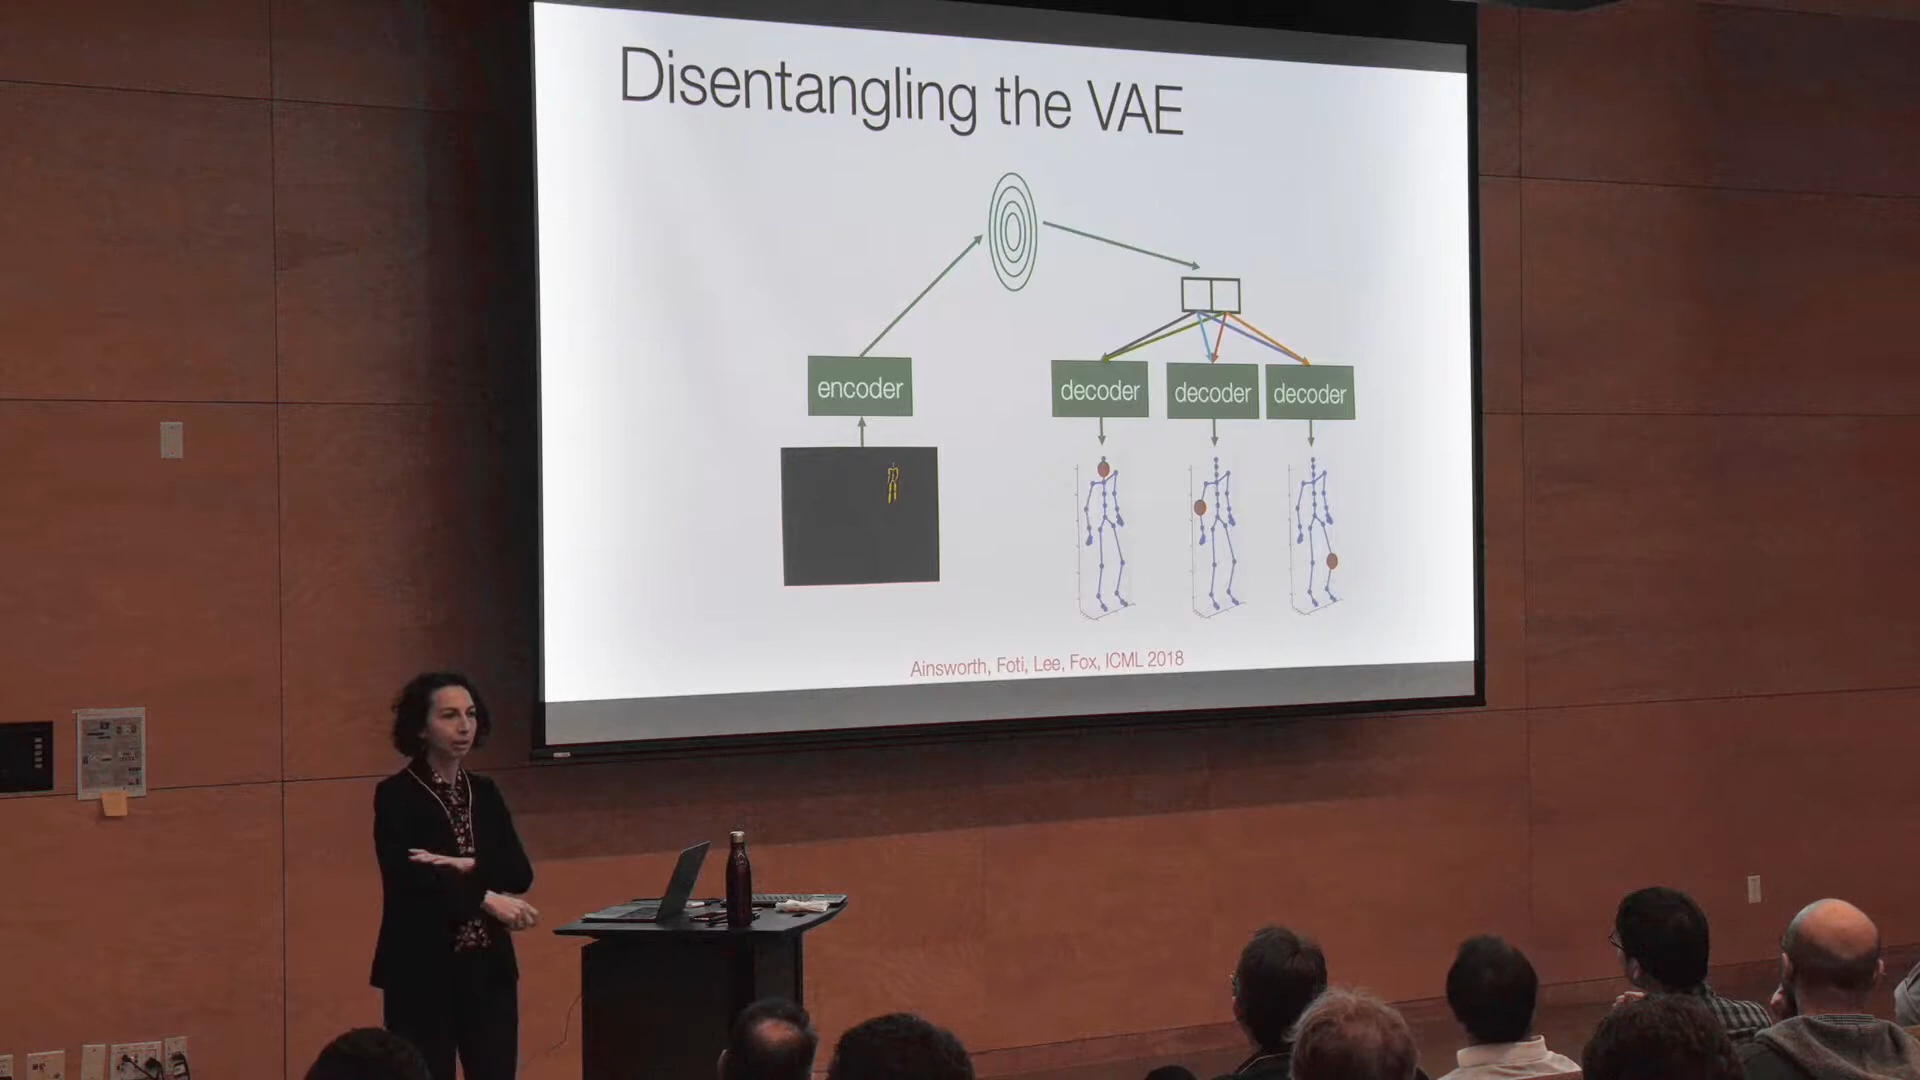 Disentangling the VAE
encoder
decoder
decoder
decoder
Ainsworth, Foti, Lee, Fox, ICML 2018